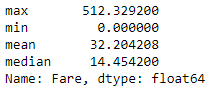 max       512.329200
min         0.000000
mean       32.204208
median     14.454200
Name: Fare, dtype: float64